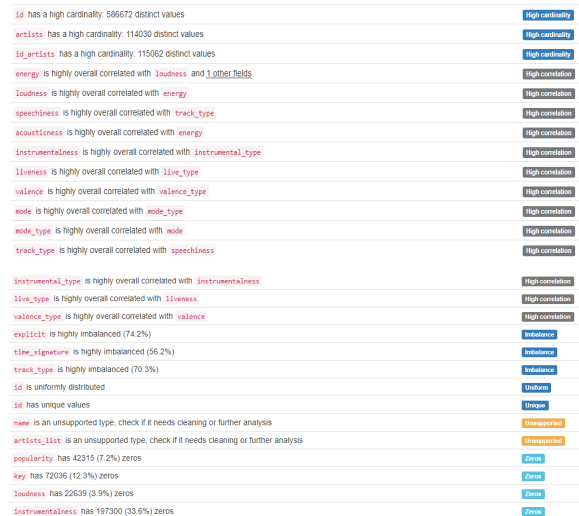 id has a high cardinality: 586672 distinct values High cardinality
artists has a high cardinality: 114030 distinct values High cardinality
id_artists has a high cardinality: 115062 distinct values High cardinality
energy is highly overall correlated with loudness and 1 other fields High correlation
loudness is highly overall correlated with energy High correlation
speechiness is highly overall correlated with track_type High correlation
acousticness is highly overall correlated with energy High correlation
instrumentalness is highly overall correlated with instrumental_type High correlation
liveness is highly overall correlated with live_type High correlation
valence is highly overall correlated with valence_type High correlation
mode is highly overall correlated with mode_type High correlation
mode_type is highly overall correlated with mode High correlation
track_type is highly overall correlated with speechiness High correlation
instrumental_type is highly overall correlated with instrumentalness High correlation
live_type is highly overall correlated with liveness High correlation
valence_type is highly overall correlated with valence High correlation
explicit is highly imbalanced (74.2%) Imbalance
time_signature is highly imbalanced (56.2%) Imbalance
track_type is highly imbalanced (70.3%) Imbalance
id is uniformly distributed Uniform
id has unique values Unique
name is an unsupported type, check if it needs cleaning or further analysis Unsupported
artists_list is an unsupported type, check if it needs cleaning or further analysis Unsupported
popularity has 42315 (7.2%) zeros Zeros
key has 72036 (12.3%) zeros Zeros
loudness has 22639 (3.9%) zeros Zeros
instrumentalness has 197300 (33.6%) zeros Zeros